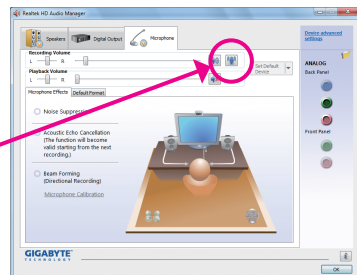 Realtek HD Audio Manager
Speakers
Digital Output
Microphone
Device advanced settings
Recording Volume
L R
Set Default Device
Playback Volume
L R
ANALOG
Back Panel
Microphone Effects
Default Format
Noise Suppression
Acoustic Echo Cancellation
(The function will become
valid starting from the next
recording.)
Beam Forming
(Directional Recording)
Microphone Calibration
Front Panel
GIGABYTE
TECHNOLOGY
OK